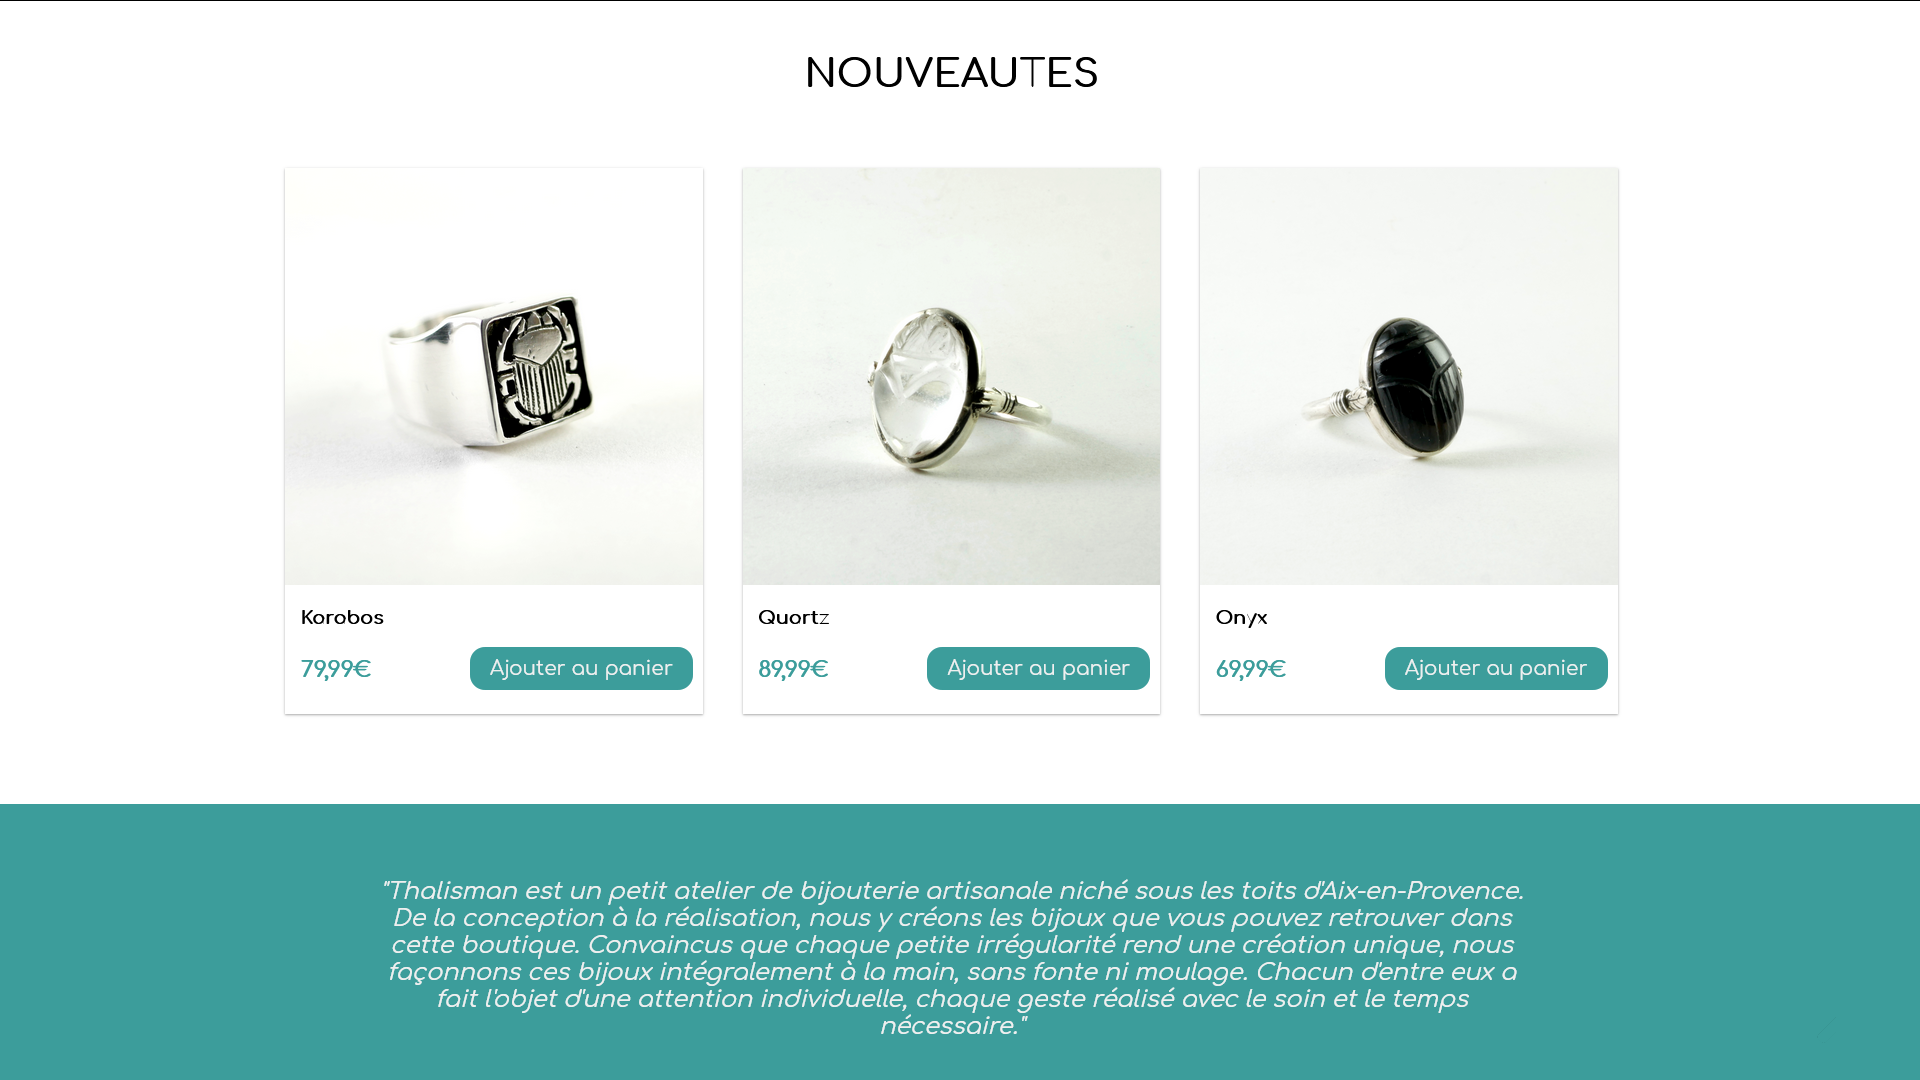 NOUVEAUTES
Korobos
79,99€
Ajouter au panier
Quortz
89,99€
Ajouter au panier
Onyx
69,99€
Ajouter au panier
"Thalisman est un petit atelier de bijouterie artisanale niché sous les toits d'Aix-en-Provence.
De la conception à la réalisation, nous y créons les bijoux que vous pouvez retrouver dans
cette boutique. Convaincus que chaque petite irrégularité rend une création unique, nous
façonnons ces bijoux intégralement à la main, sans fonte ni moulage. Chacun d'entre eux a
fait l'objet d'une attention individuelle, chaque geste réalisé avec le soin et le temps
nécessaire."